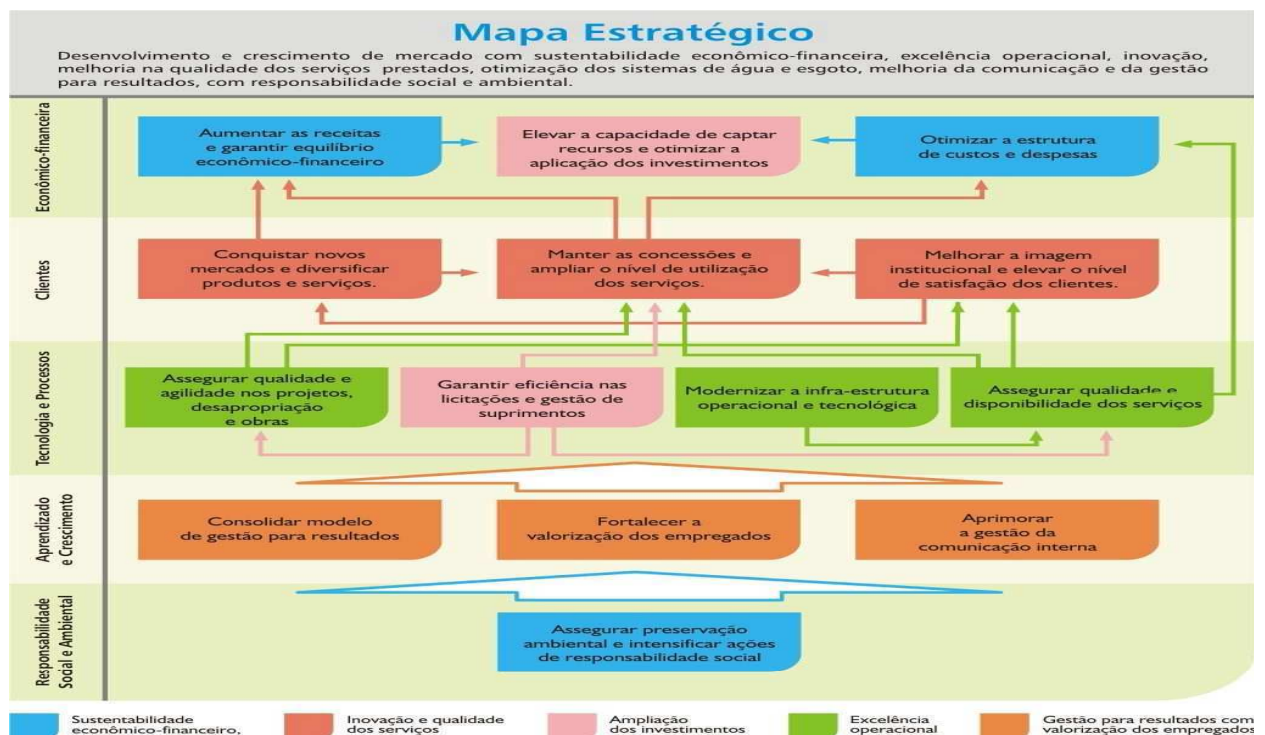 Mapa Estratégico
Desenvolvimento e crescimento de mercado com sustentabilidade econômico-financeira, excelência operacional, inovação,
melhoria na qualidade dos serviços prestados, otimização dos sistemas de água e esgoto, melhoria da comunicação e da gestão
para resultados, com responsabilidade social e ambiental.
Econômico-financeira
Aumentar as receitas
e garantir equilíbrio
econômico-financeiro
Elevar a capacidade de captar
recursos e otimizar a
aplicação dos investimentos
Otimizar a estrutura
de custos e despesas
Clientes
Conquistar novos
mercados e diversificar
produtos e serviços.
Manter as concessões e
ampliar o nível de utilização
dos serviços.
Melhorar a imagem
institucional e elevar o nível
de satisfação dos clientes.
Tecnologia e Processos
Assegurar qualidade e
agilidade nos projetos,
desapropriação
e obras
Garantir eficiência nas
licitações e gestão de
suprimentos
Modernizar a infra-estrutura
operacional e tecnológica
Assegurar qualidade e
disponibilidade dos serviços
Aprendizado
e Crescimento
Consolidar modelo
de gestão para resultados
Fortalecer a
valorização dos empregados
Aprimorar
a gestão da
comunicação interna
Responsabilidade
Social e Ambiental
Assegurar preservação
ambiental e intensificar ações
de responsabilidade social
Sustentabilidade
econômico-financeiro,
Inovação e qualidade
dos serviços
Ampliação
dos investimentos
Excelência
operacional
Gestão para resultados com
valorização dos empregados